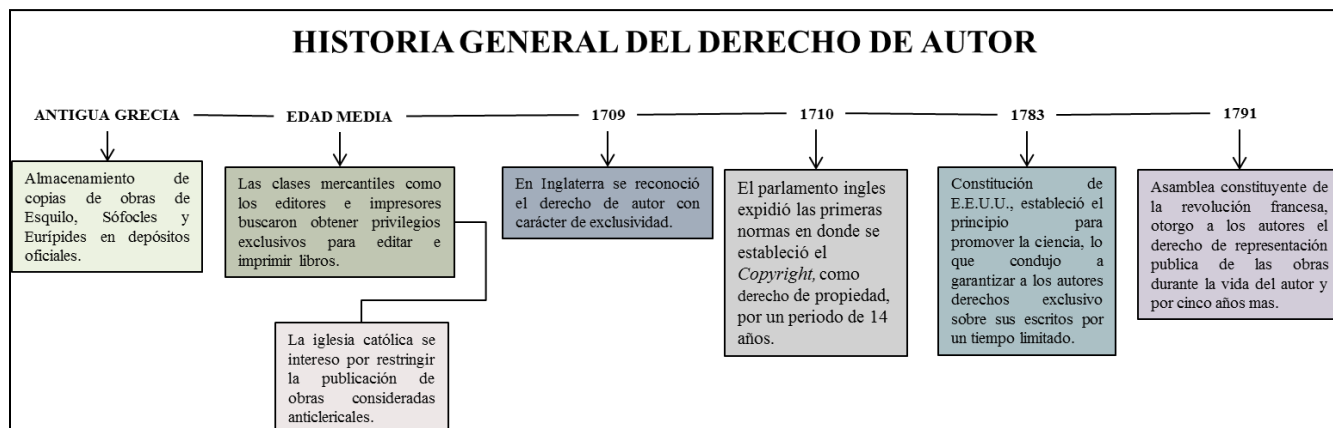 HISTORIA GENERAL DEL DERECHO DE AUTOR
ANTIGUA GRECIA
Almacenamiento de
copias de obras de
Esquilo, Sófocles y
Eurípides en depósitos
oficiales.
EDAD MEDIA
Las clases mercantiles como
los editores e impresores
buscaron obtener privilegios
exclusivos para editar e
imprimir libros.
La iglesia católica se
intereso por restringir
la publicación de
obras consideradas
anticlericales.
1709
En Inglaterra se reconoció
el derecho de autor con
carácter de exclusividad.
1710
El parlamento ingles
expidió las primeras
normas en donde se
estableció el
Copyright, como
derecho de propiedad,
por un periodo de 14
años.
1783
Constitución de
E.E.U.U., estableció el
principio para
promover la ciencia, lo
que condujo a
garantizar a los autores
derechos exclusivo
sobre sus escritos por
un tiempo limitado.
1791
Asamblea constituyente de
la revolución francesa,
otorgo a los autores el
derecho de representación
publica de las obras
durante la vida del autor y
por cinco años mas.